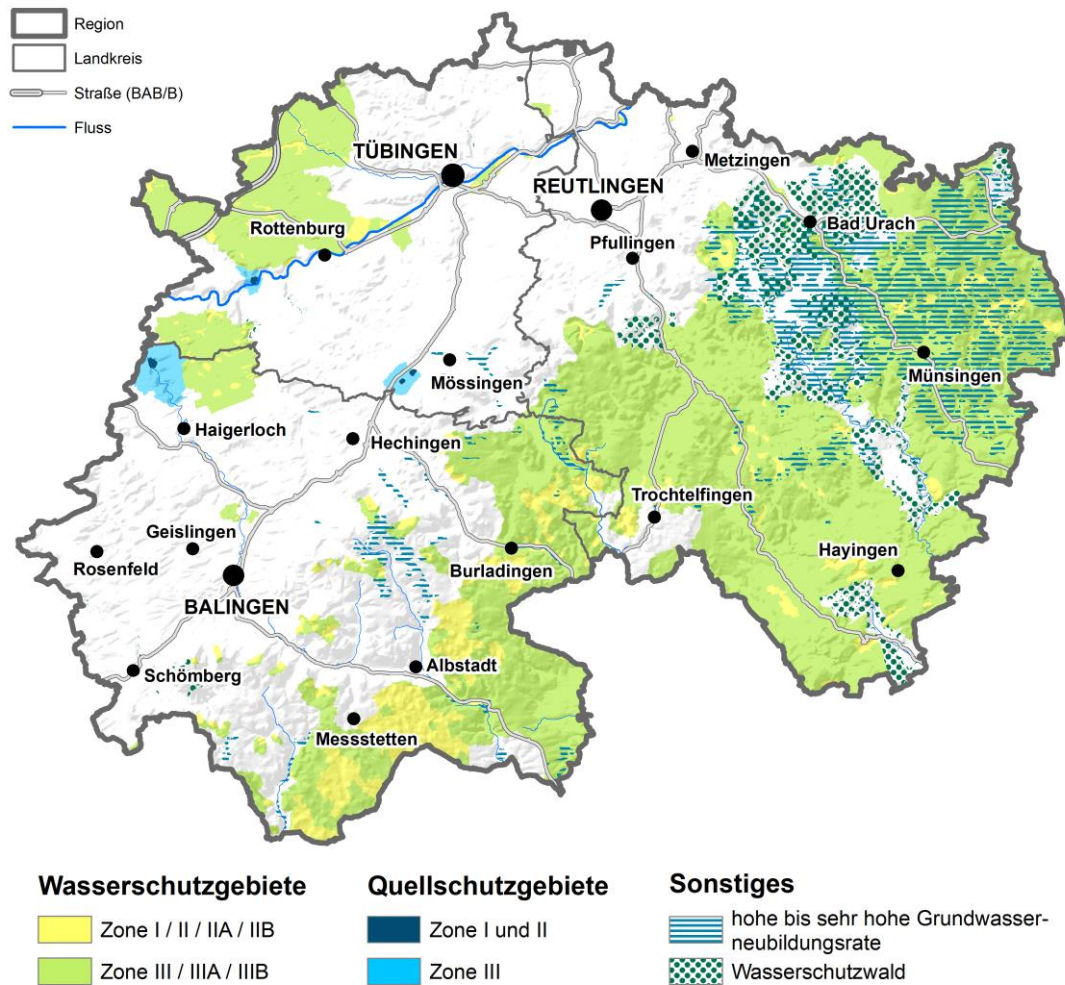 Region
Landkreis
Straße (BAB/B)
Fluss
TÜBINGEN
Metzingen
REUTLINGEN
Rottenburg
Bad Urach
Pfullingen
Münsingen
Mössingen
Haigerloch
Hechingen
Trochtelfingen
Geislingen
Hayingen
Rosenfeld
Burladingen
BALINGEN
Albstadt
Schömberg
Messstetten
Wasserschutzgebiete
Zone I / II / IIA / IIB
Zone III / IIIA / IIIB
Quellschutzgebiete
Zone I und II
Zone III
Sonstiges
hohe bis sehr hohe Grundwasser-
neubildungsrate
Wasserschutzwald